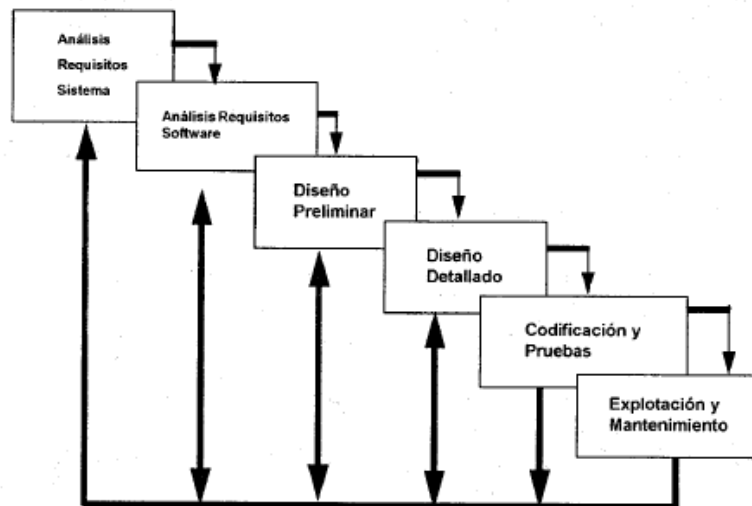 Análisis
Requisitos
Sistema
Análisis Requisitos
Software
Diseño
Preliminar
Diseño
Detallado
Codificación y
Pruebas
Explotación y
Mantenimiento